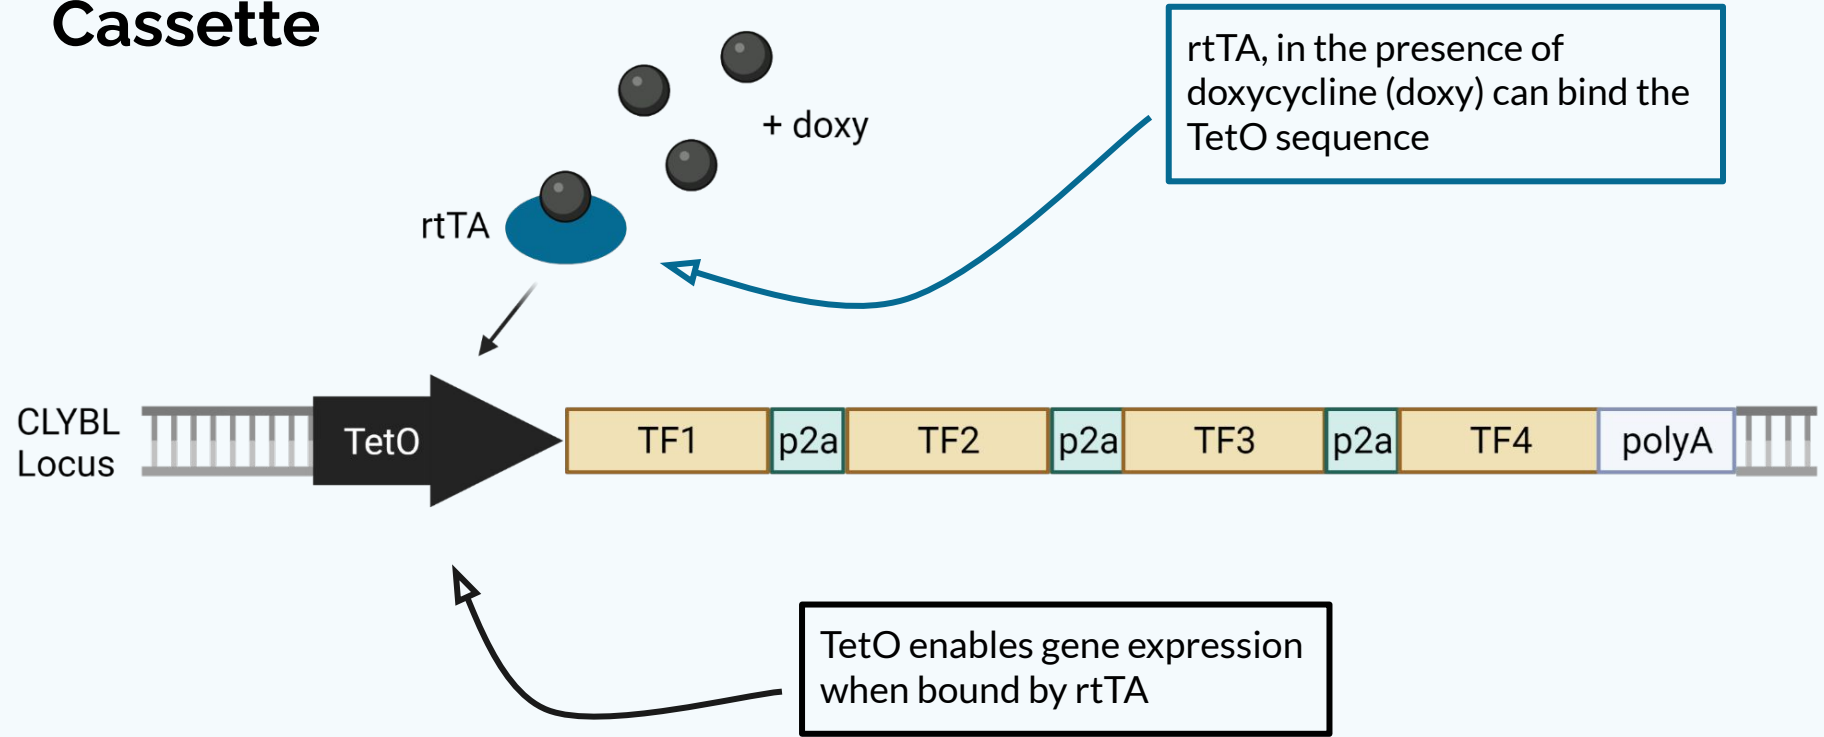 Cassette
rtTA, in the presence of
doxycycline (doxy) can bind the
TetO sequence
+ doxy
rtTA
CLYBL
Locus
TetO
TF1
p2a
TF2
p2a
TF3
p2a
TF4
polyA
TetO enables gene expression
when bound by rtTA